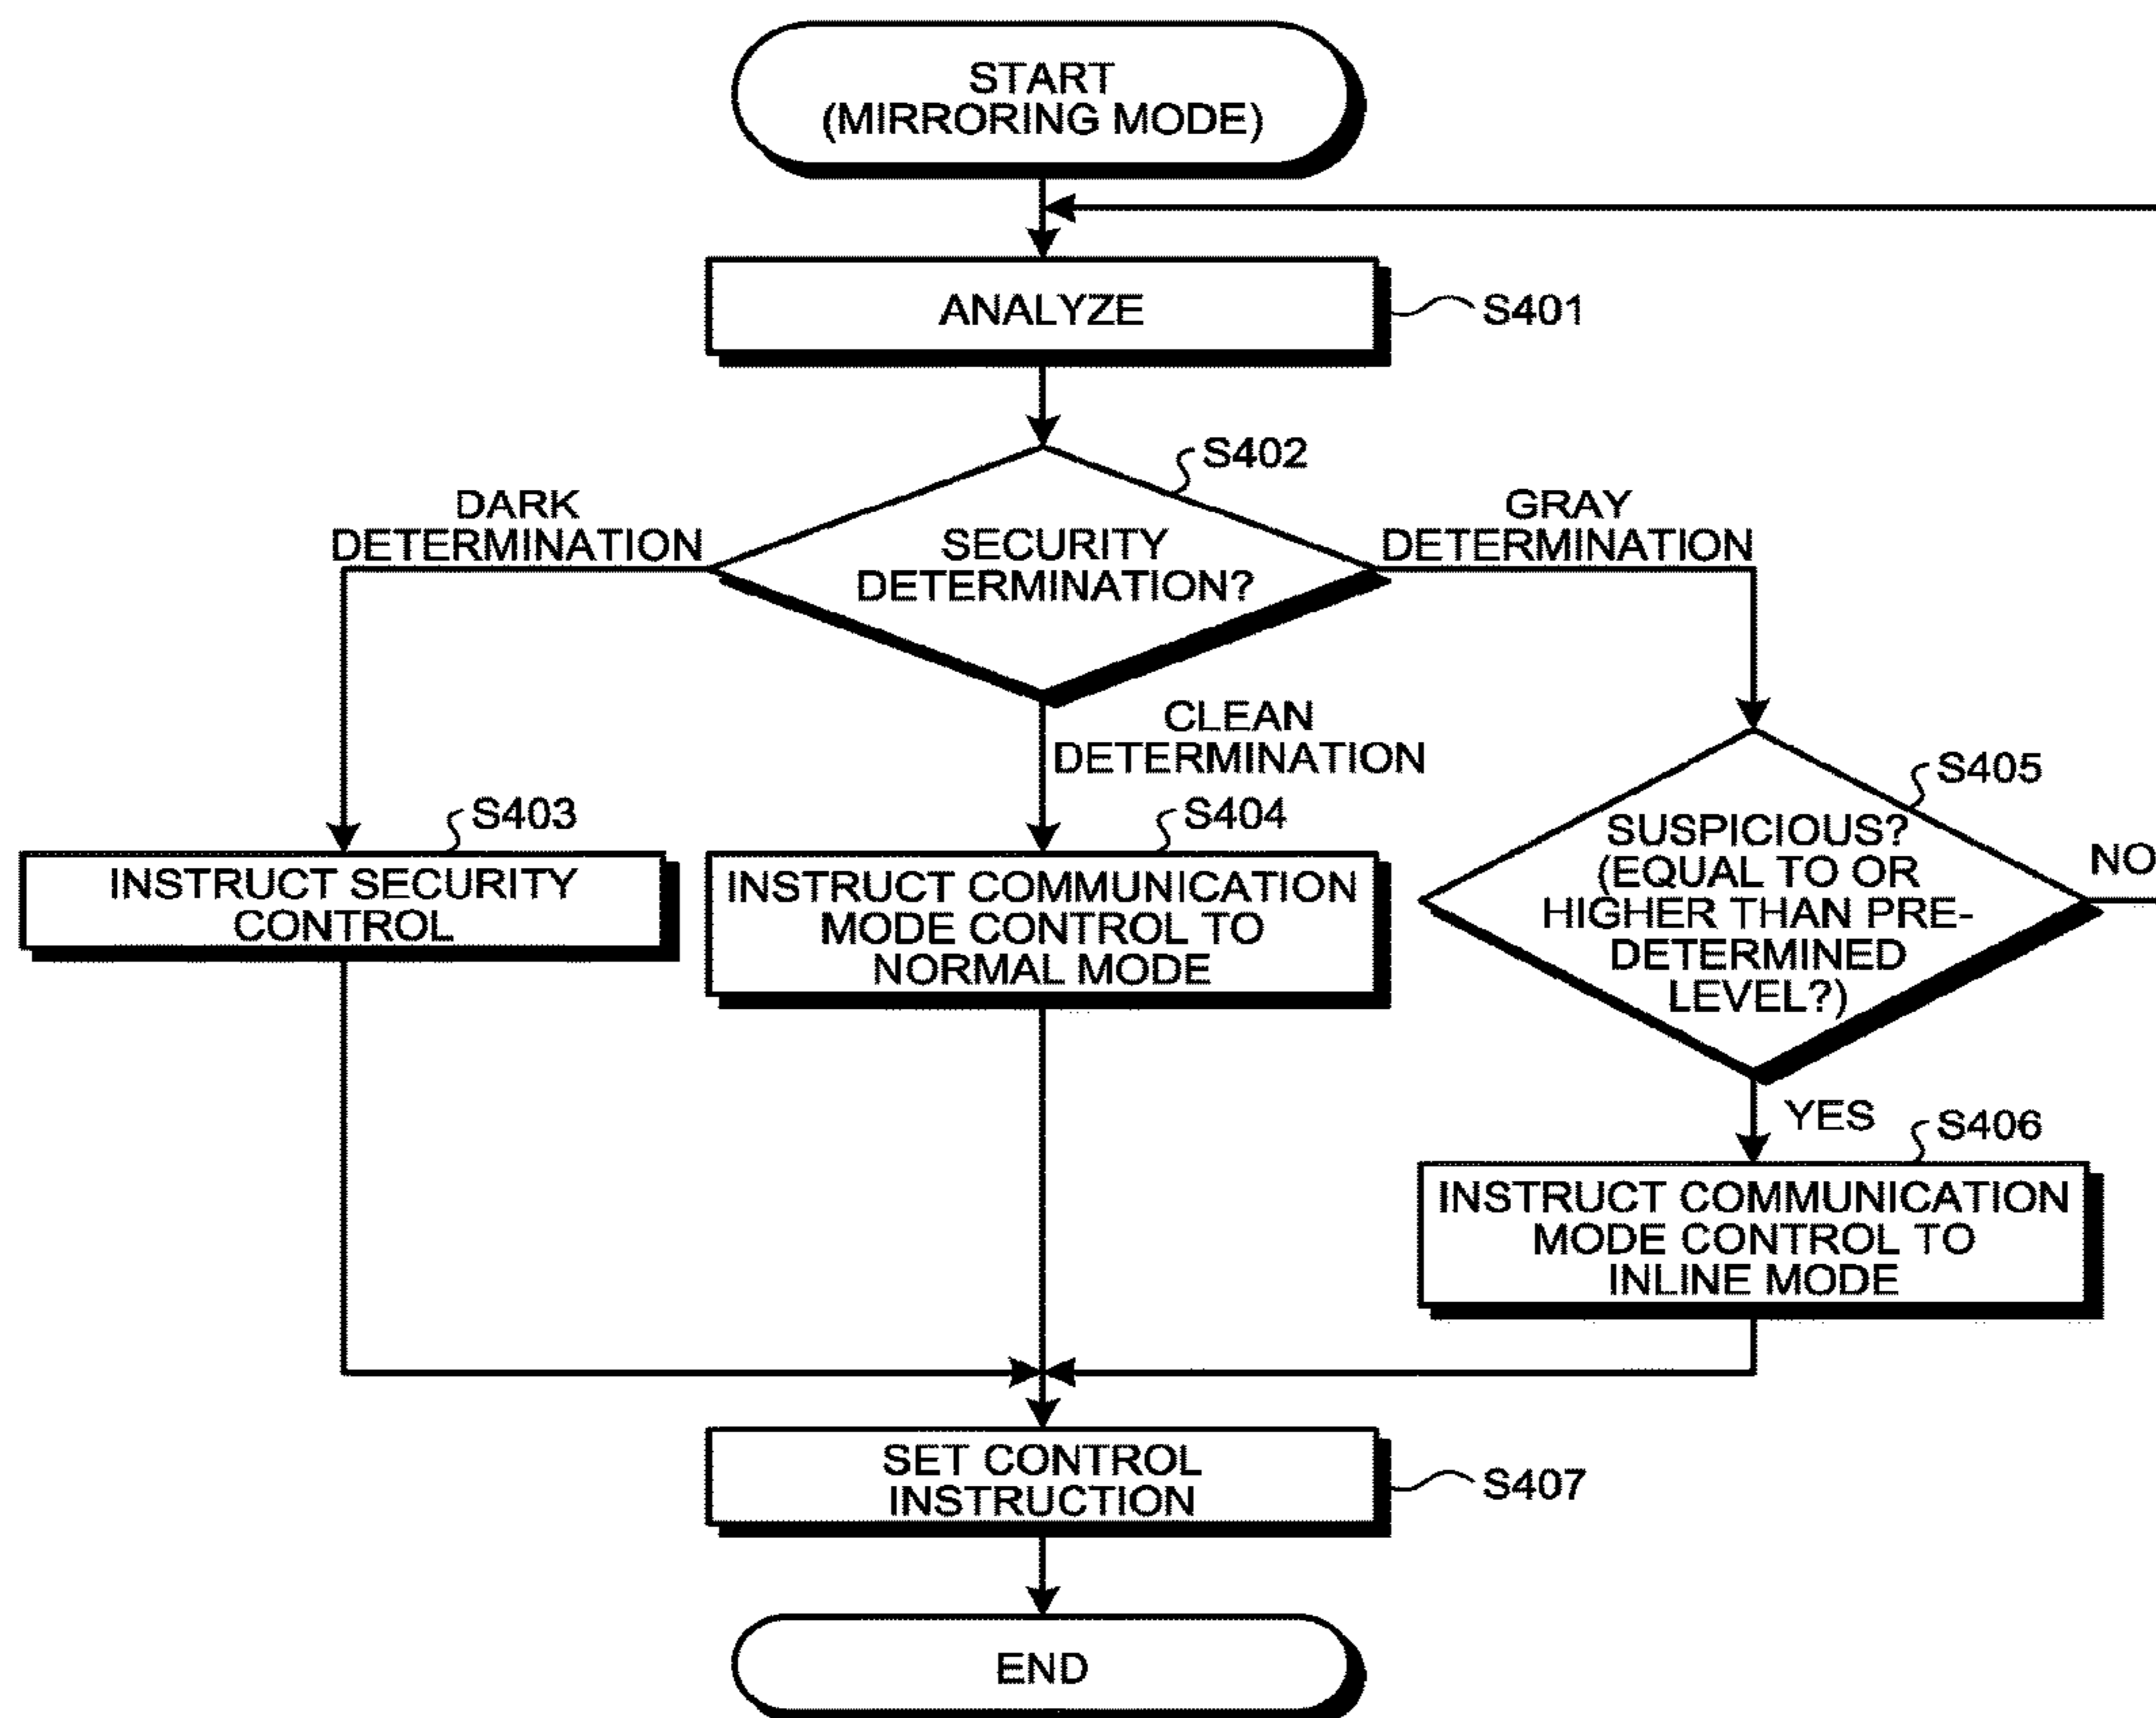 START
(MIRRORING MODE)
ANALYZE
S401
S402
DARK
DETERMINATION
SECURITY
DETERMINATION?
GRAY
DETERMINATION
CLEAN
DETERMINATION
S403
INSTRUCT SECURITY
CONTROL
S404
INSTRUCT COMMUNICATION
MODE CONTROL TO
NORMAL MODE
S405
SUSPICIOUS?
(EQUAL TO OR
HIGHER THAN PRE-
DETERMINED
LEVEL?)
NO
YES
S406
INSTRUCT COMMUNICATION
MODE CONTROL TO
INLINE MODE
SET CONTROL
INSTRUCTION
S407
END